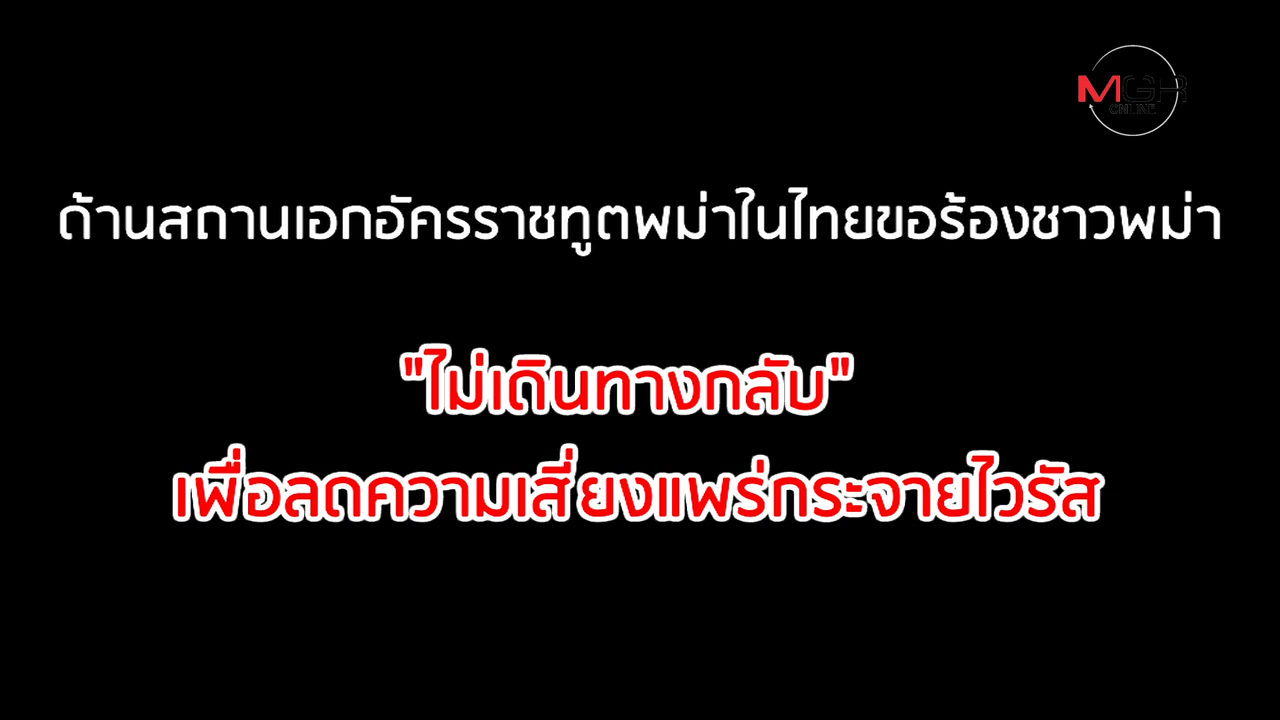 MGR
ONLINE
ด้านสถานเอกอัครราชทูตพม่าในไทยขอร้องชาวพม่า
"ไม่เดินทางกลับ"
เพื่อลดความเสี่ยงแพร่กระจายไวรัส